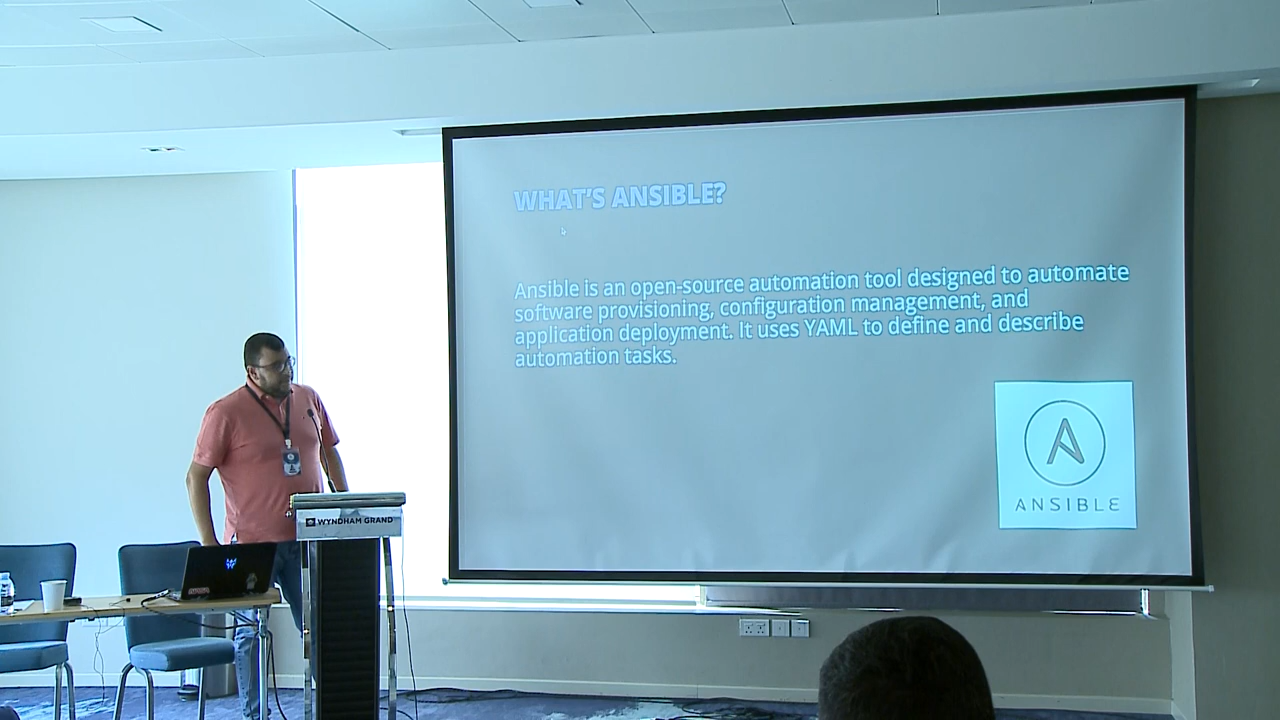 WHAT'S ANSIBLE?
Ansible is an open-source automation tool designed to automate
software provisioning, configuration management, and
application deployment. It uses YAML to define and describe
automation tasks.
ANSIBLE
WYNDHAM GRAND